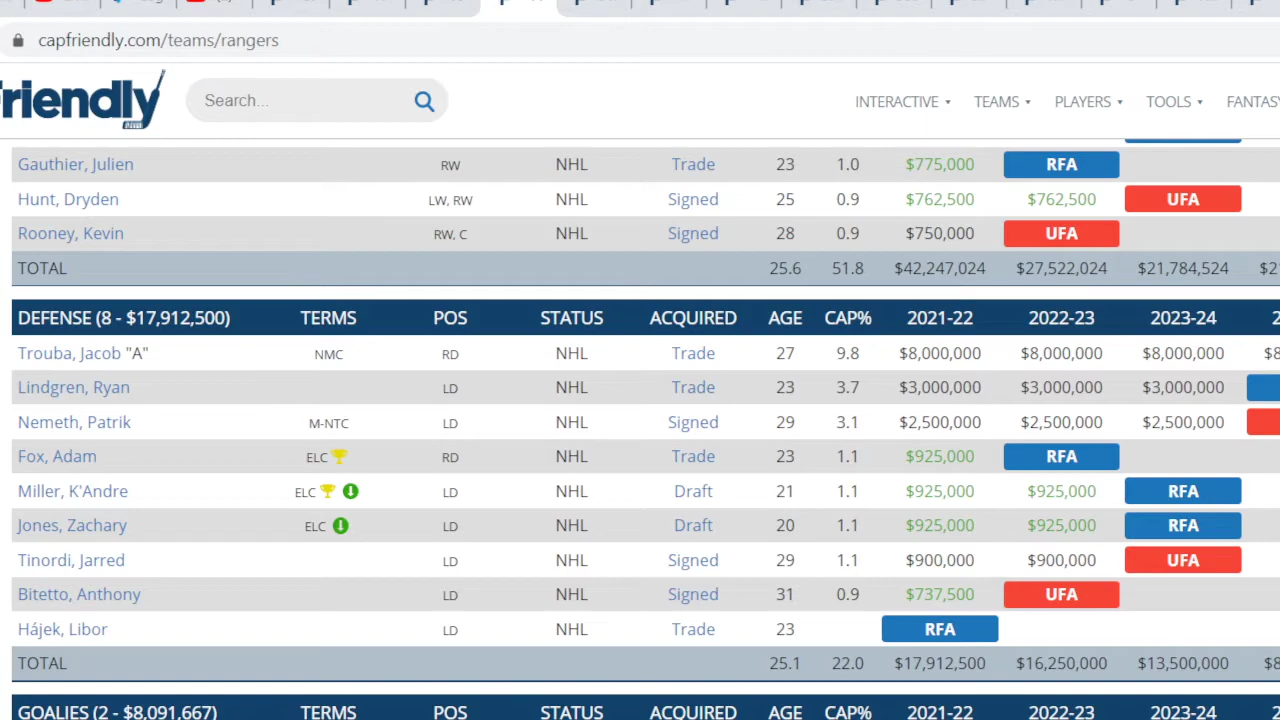 capfriendly.com/teams/rangers
friendly
Search...
INTERACTIVE TEAMS PLAYERS TOOLS FANTASY
Gauthier, Julien RW NHL Trade 23 1.0 $775,000 RFA
Hunt, Dryden LW, RW NHL Signed 25 0.9 $762,500 $762,500 UFA
Rooney, Kevin RW, C NHL Signed 28 0.9 $750,000 UFA
TOTAL 25.6 51.8 $42,247,024 $27,522,024 $21,784,524 $21
DEFENSE (8 - $17,912,500) TERMS POS STATUS ACQUIRED AGE CAP% 2021-22 2022-23 2023-24 2
Trouba, Jacob "A" NMC RD NHL Trade 27 9.8 $8,000,000 $8,000,000 $8,000,000 $8
Lindgren, Ryan LD NHL Trade 23 3.7 $3,000,000 $3,000,000 $3,000,000
Nemeth, Patrik M-NTC LD NHL Signed 29 3.1 $2,500,000 $2,500,000 $2,500,000
Fox, Adam ELC RD NHL Trade 23 1.1 $925,000 RFA
Miller, K'Andre ELC LD NHL Draft 21 1.1 $925,000 $925,000 RFA
Jones, Zachary ELC LD NHL Draft 20 1.1 $925,000 $925,000 RFA
Tinordi, Jarred LD NHL Signed 29 1.1 $900,000 $900,000 UFA
Bitetto, Anthony LD NHL Signed 31 0.9 $737,500 UFA
Hájek, Libor LD NHL Trade 23 RFA
TOTAL 25.1 22.0 $17,912,500 $16,250,000 $13,500,000 $8
GOALIES (2 - $8,091,667) TERMS POS STATUS ACQUIRED AGE CAP% 2021-22 2022-23 2023-24 2